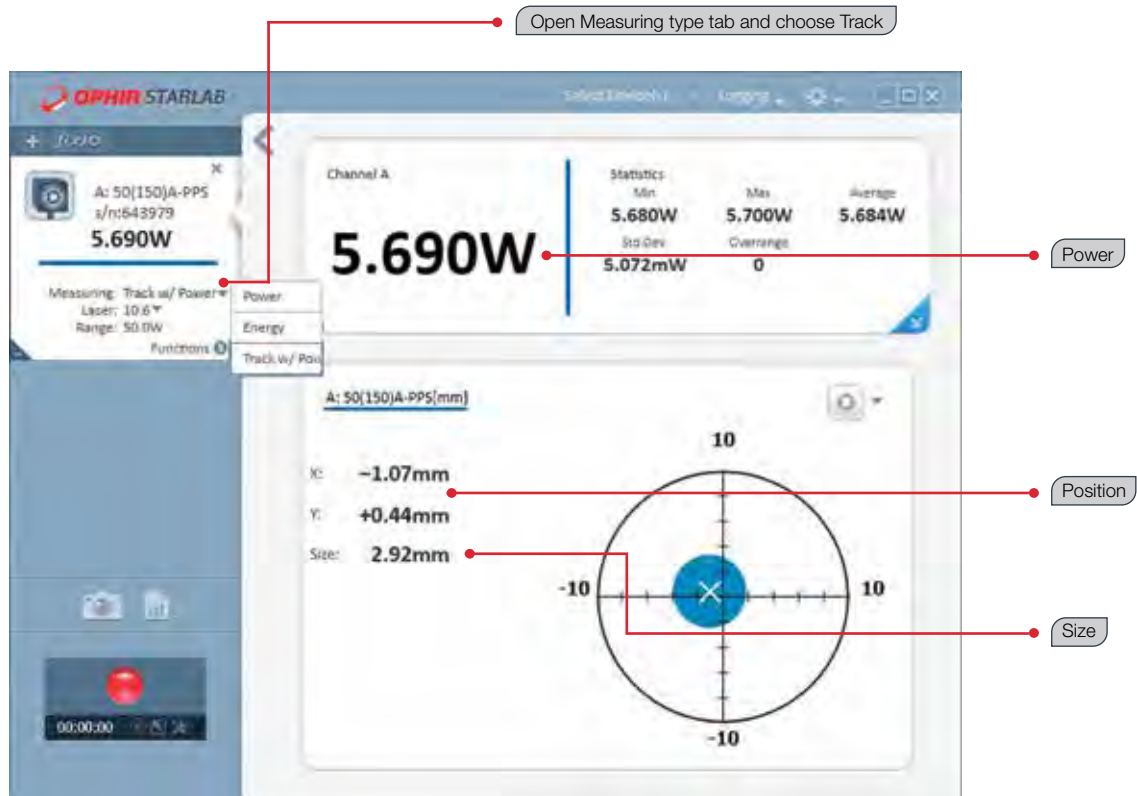 Open Measuring type tab and choose Track
OPHIR STARLAB
Logging
A: 50(150)A-PPS
s/n:643979
5.690W
Measuring: Track w/ Power
Laser: 10.6
Range: 50.0W
Functions
Power
Energy
Track w/ Pow
Channel A
5.690W
Statistics
Min Max Average
5.680W 5.700W 5.684W
Std Dev Overrange
5.072mW 0
Power
A: 50(150)A-PPS[mm]
X: −1.07mm
Y: +0.44mm
Size: 2.92mm
10
-10
10
-10
Position
Size
00:00:00